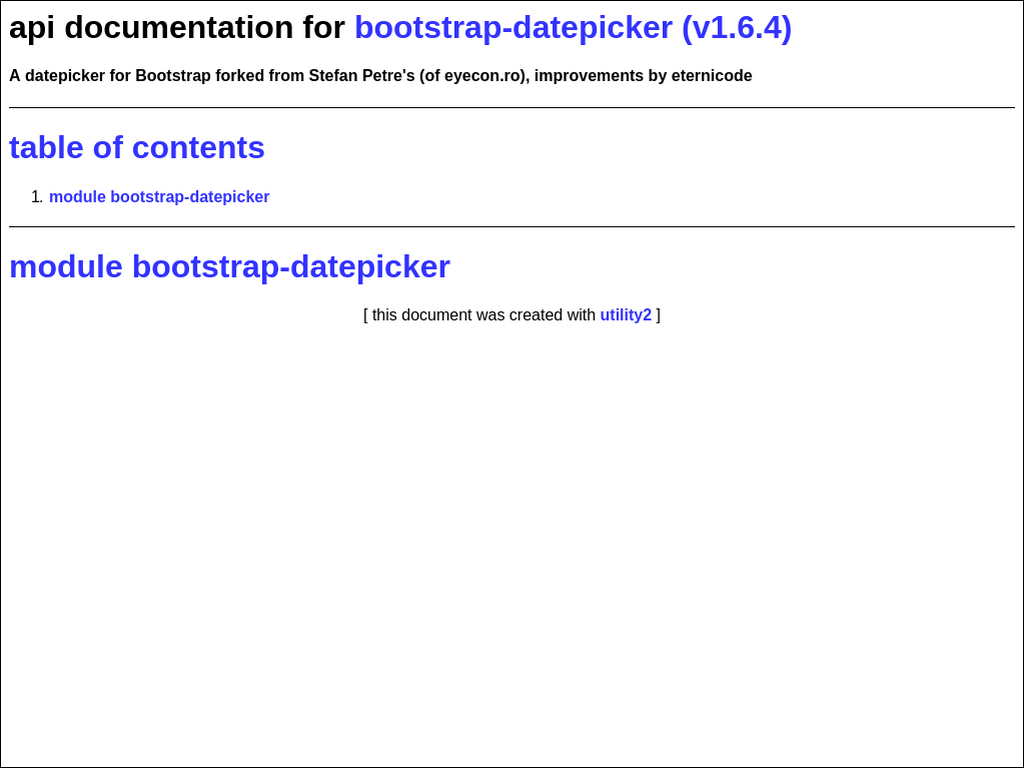 api documentation for bootstrap-datepicker (v1.6.4)
A datepicker for Bootstrap forked from Stefan Petre's (of eyecon.ro), improvements by eternicode
table of contents
1. module bootstrap-datepicker
module bootstrap-datepicker
[ this document was created with utility2 ]